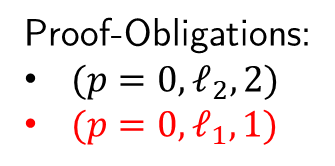 Proof-Obligations:
• (𝑝 = 0, ℓ₂, 2)
• (𝑝 = 0, ℓ₁, 1)